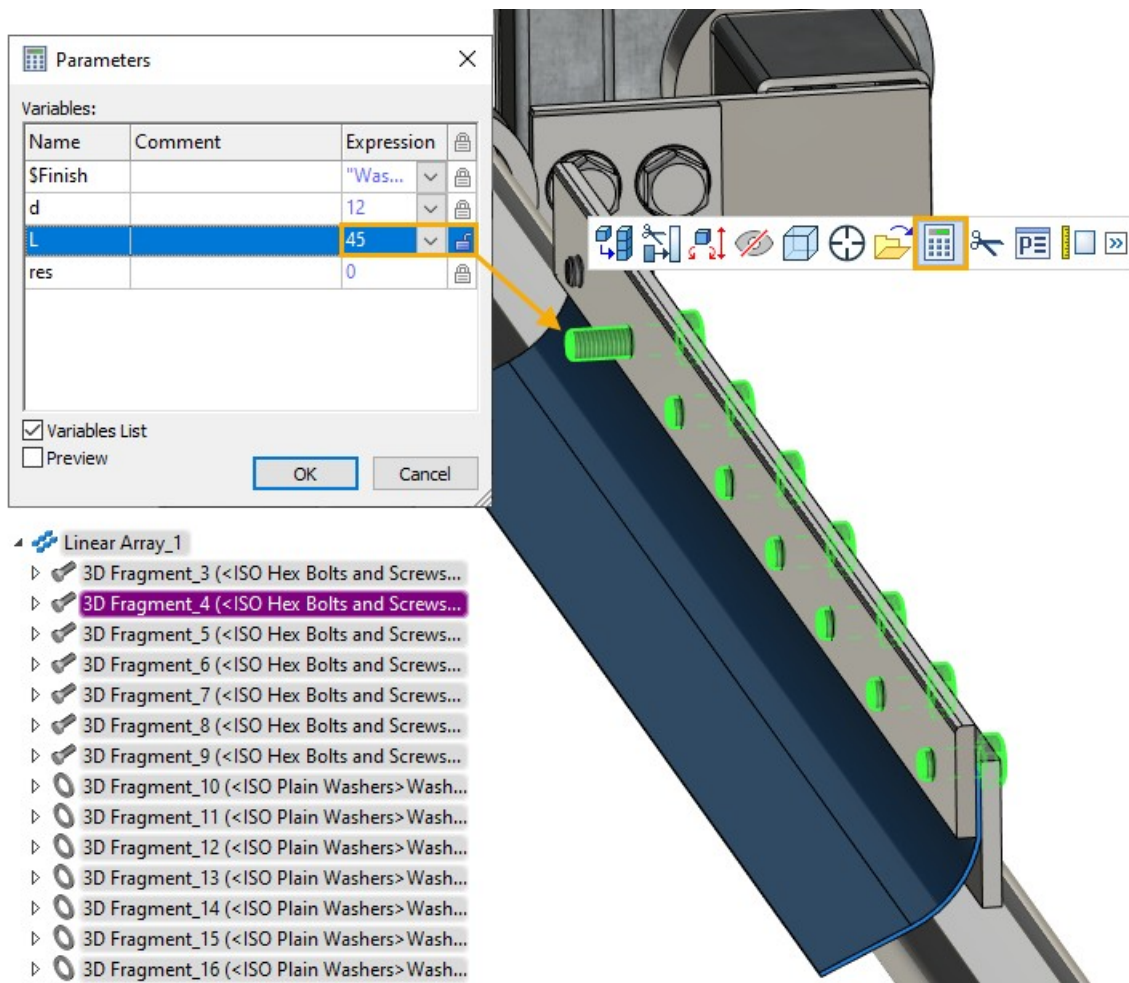 Parameters
Variables:
Name Comment Expression
$Finish "Was...
d 12
L 45
res 0
Variables List
Preview
OK Cancel
Linear Array_1
3D Fragment_3 (<ISO Hex Bolts and Screws...
3D Fragment_4 (<ISO Hex Bolts and Screws...
3D Fragment_5 (<ISO Hex Bolts and Screws...
3D Fragment_6 (<ISO Hex Bolts and Screws...
3D Fragment_7 (<ISO Hex Bolts and Screws...
3D Fragment_8 (<ISO Hex Bolts and Screws...
3D Fragment_9 (<ISO Hex Bolts and Screws...
3D Fragment_10 (<ISO Plain Washers>Wash...
3D Fragment_11 (<ISO Plain Washers>Wash...
3D Fragment_12 (<ISO Plain Washers>Wash...
3D Fragment_13 (<ISO Plain Washers>Wash...
3D Fragment_14 (<ISO Plain Washers>Wash...
3D Fragment_15 (<ISO Plain Washers>Wash...
3D Fragment_16 (<ISO Plain Washers>Wash...